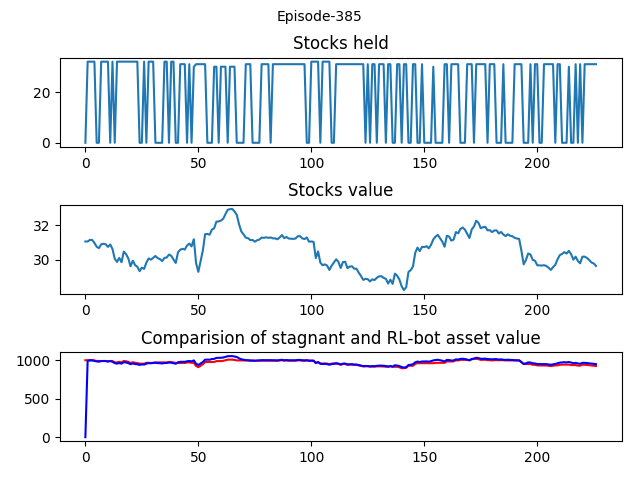 Episode-385
Stocks held
20
0
0 50 100 150 200
Stocks value
32
30
0 50 100 150 200
Comparision of stagnant and RL-bot asset value
1000
500
0
0 50 100 150 200